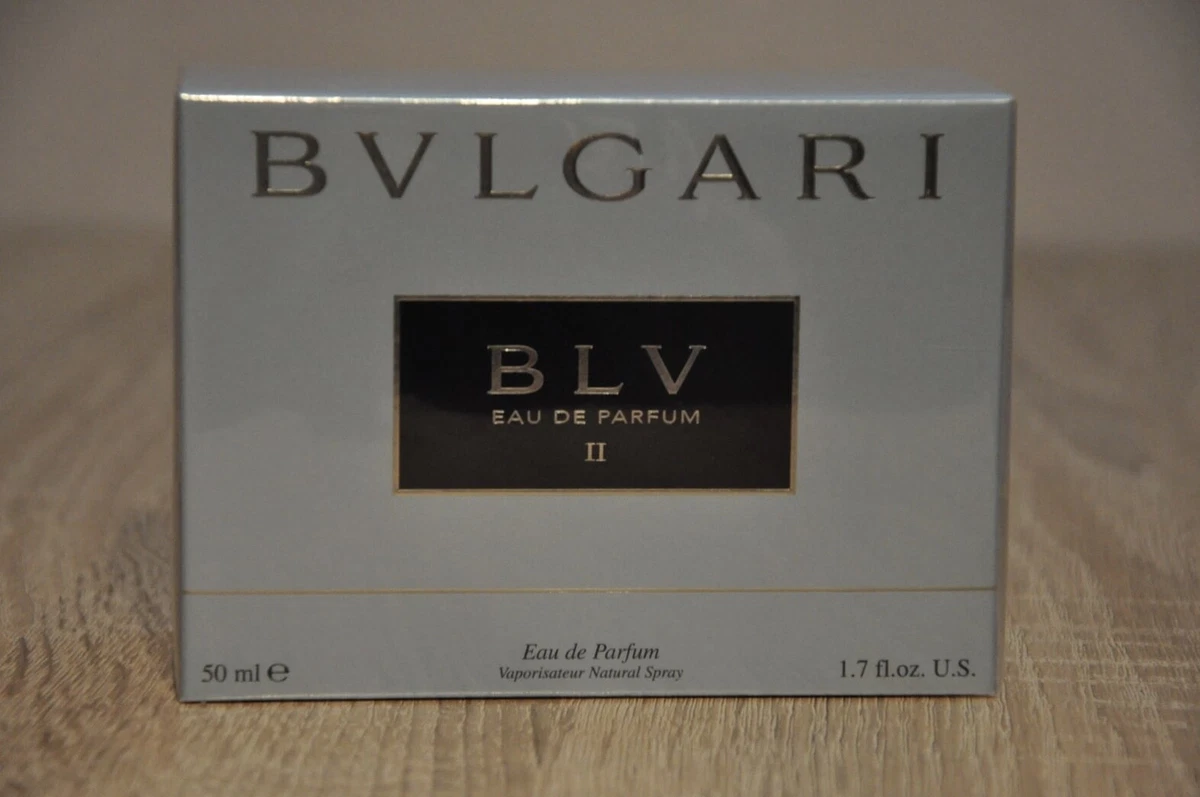 BVLGARI
BLV
EAU DE PARFUM
II
Eau de Parfum
Vaporisateur Natural Spray
50 ml ℮
1.7 fl.oz. U.S.